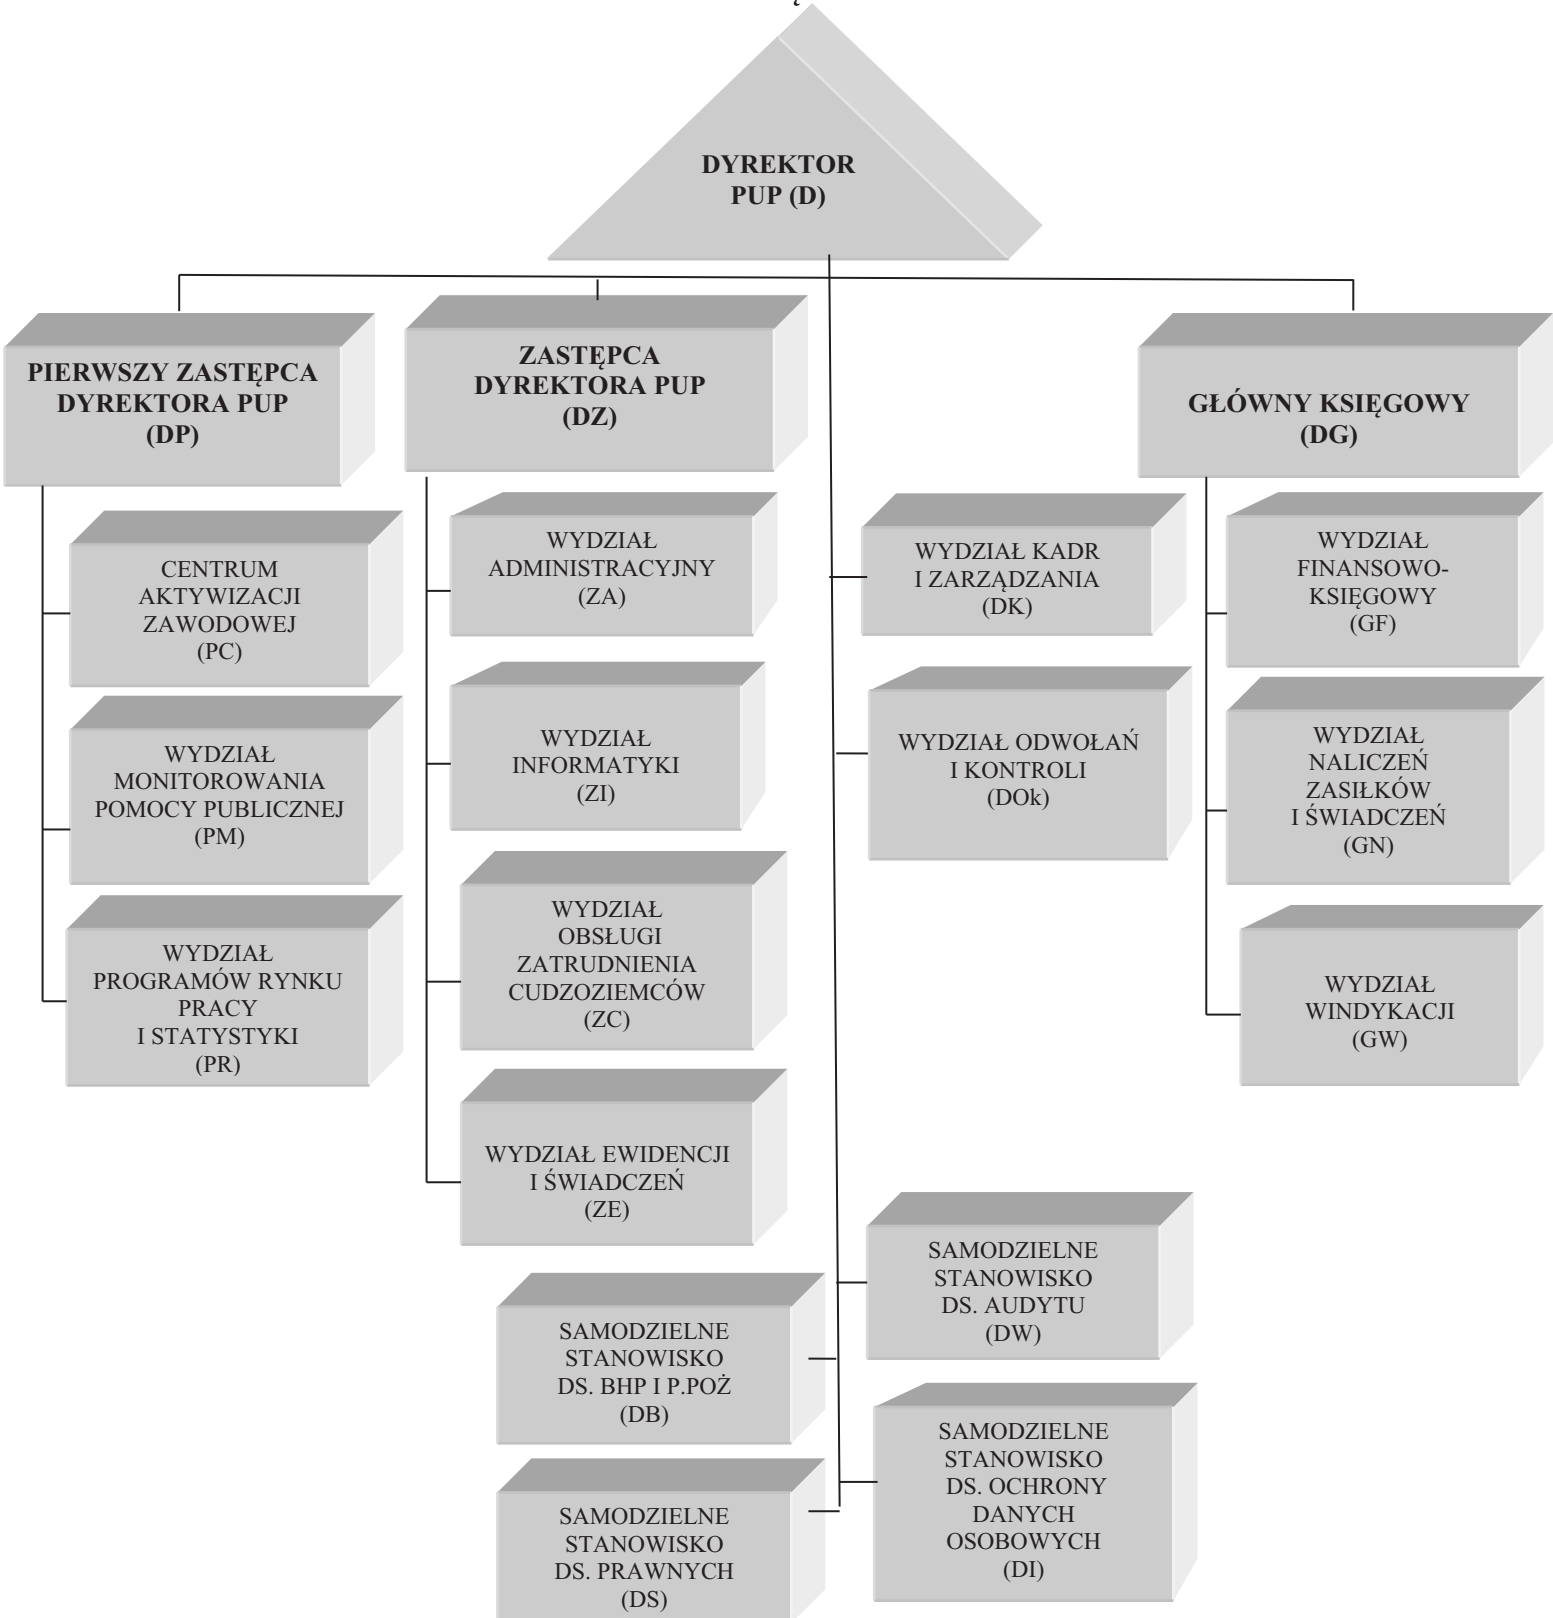 DYREKTOR
PUP (D)
PIERWSZY ZASTĘPCA
DYREKTORA PUP
(DP)
ZASTĘPCA
DYREKTORA PUP
(DZ)
GŁÓWNY KSIĘGOWY
(DG)
CENTRUM
AKTYWIZACJI
ZAWODOWEJ
(PC)
WYDZIAŁ
MONITOROWANIA
POMOCY PUBLICZNEJ
(PM)
WYDZIAŁ
PROGRAMÓW RYNKU
PRACY
I STATYSTYKI
(PR)
WYDZIAŁ
ADMINISTRACYJNY
(ZA)
WYDZIAŁ
INFORMATYKI
(ZI)
WYDZIAŁ
OBSŁUGI
ZATRUDNIENIA
CUDZOZIEMCÓW
(ZC)
WYDZIAŁ EWIDENCJI
I ŚWIADCZEŃ
(ZE)
WYDZIAŁ KADR
I ZARZĄDZANIA
(DK)
WYDZIAŁ ODWOŁAŃ
I KONTROLI
(DOk)
WYDZIAŁ
FINANSOWO-
KSIĘGOWY
(GF)
WYDZIAŁ
NALICZEŃ
ZASIŁKÓW
I ŚWIADCZEŃ
(GN)
WYDZIAŁ
WINDYKACJI
(GW)
SAMODZIELNE
STANOWISKO
DS. AUDYTU
(DW)
SAMODZIELNE
STANOWISKO
DS. BHP I P.POŻ
(DB)
SAMODZIELNE
STANOWISKO
DS. OCHRONY
DANYCH
OSOBOWYCH
(DI)
SAMODZIELNE
STANOWISKO
DS. PRAWNYCH
(DS)